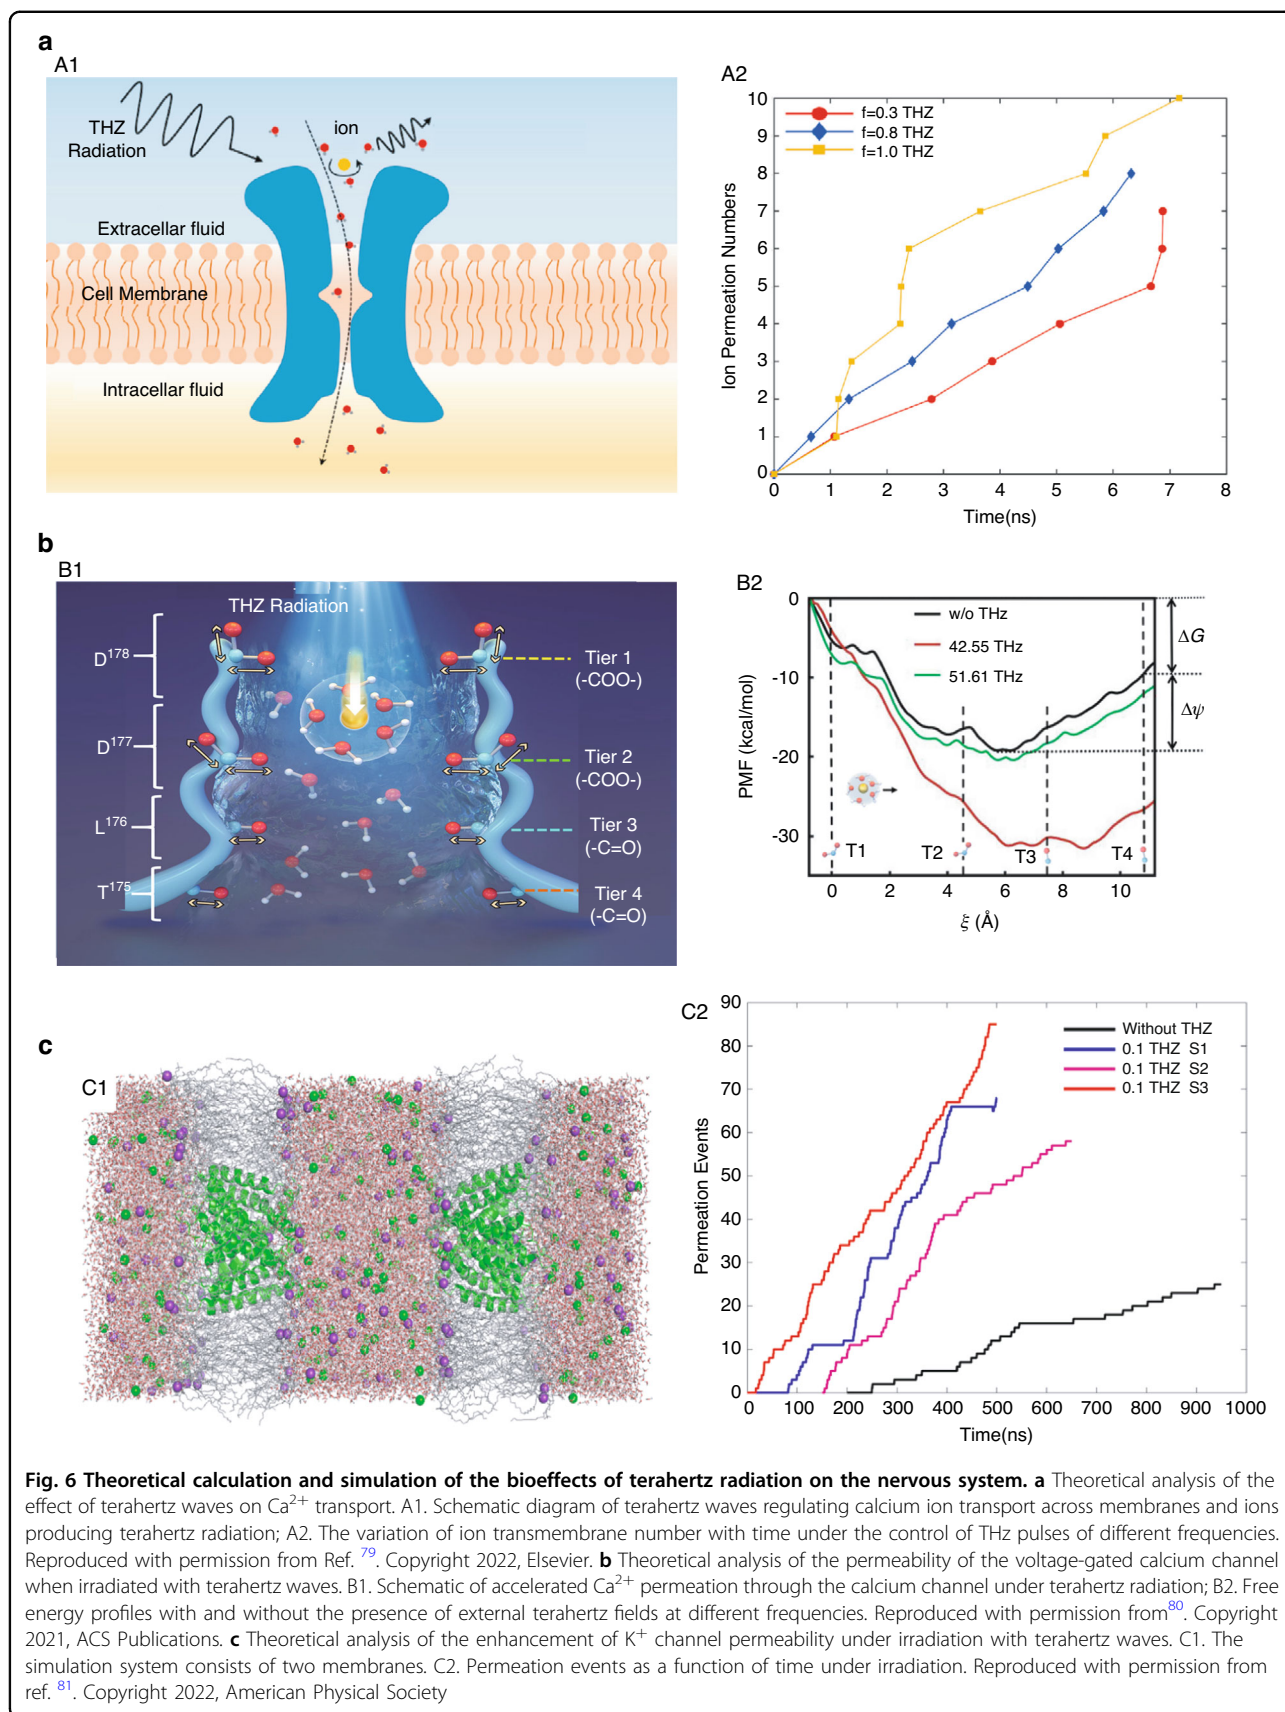 a
A1
THZ
Radiation
ion
Extracellar fluid
Cell Membrane
Intracellar fluid
A2
10
9
8
7
6
5
4
3
2
1
0
f=0.3 THZ
f=0.8 THZ
f=1.0 THZ
Ion Permeation Numbers
0 1 2 3 4 5 6 7 8
Time(ns)
b
B1
THZ Radiation
D178
D177
L176
T175
Tier 1
(-COO-)
Tier 2
(-COO-)
Tier 3
(-C=O)
Tier 4
(-C=O)
B2
0
-10
-20
-30
PMF (kcal/mol)
w/o THz
42.55 THz
51.61 THz
ΔG
Δψ
T1 T2 T3 T4
0 2 4 6 8 10
ξ (Å)
c
C1
C2
90
80
70
60
50
40
30
20
10
0
Permeation Events
Without THZ
0.1 THZ S1
0.1 THZ S2
0.1 THZ S3
0 100 200 300 400 500 600 700 800 900 1000
Time(ns)
Fig. 6 Theoretical calculation and simulation of the bioeffects of terahertz radiation on the nervous system. a Theoretical analysis of the
effect of terahertz waves on Ca2+ transport. A1. Schematic diagram of terahertz waves regulating calcium ion transport across membranes and ions
producing terahertz radiation; A2. The variation of ion transmembrane number with time under the control of THz pulses of different frequencies.
Reproduced with permission from Ref. 79. Copyright 2022, Elsevier. b Theoretical analysis of the permeability of the voltage-gated calcium channel
when irradiated with terahertz waves. B1. Schematic of accelerated Ca2+ permeation through the calcium channel under terahertz radiation; B2. Free
energy profiles with and without the presence of external terahertz fields at different frequencies. Reproduced with permission from80. Copyright
2021, ACS Publications. c Theoretical analysis of the enhancement of K+ channel permeability under irradiation with terahertz waves. C1. The
simulation system consists of two membranes. C2. Permeation events as a function of time under irradiation. Reproduced with permission from
ref. 81. Copyright 2022, American Physical Society